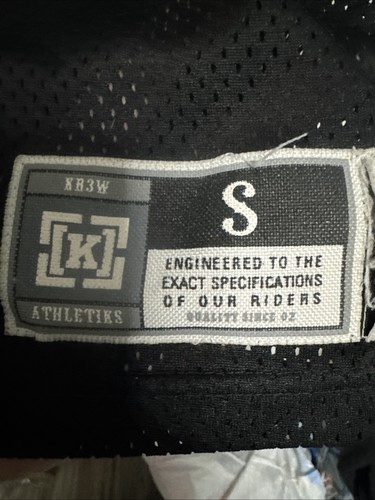 KR3W
[K]
ATHLETIKS
S
ENGINEERED TO THE
EXACT SPECIFICATIONS
OF OUR RIDERS
QUALITY SINCE 02